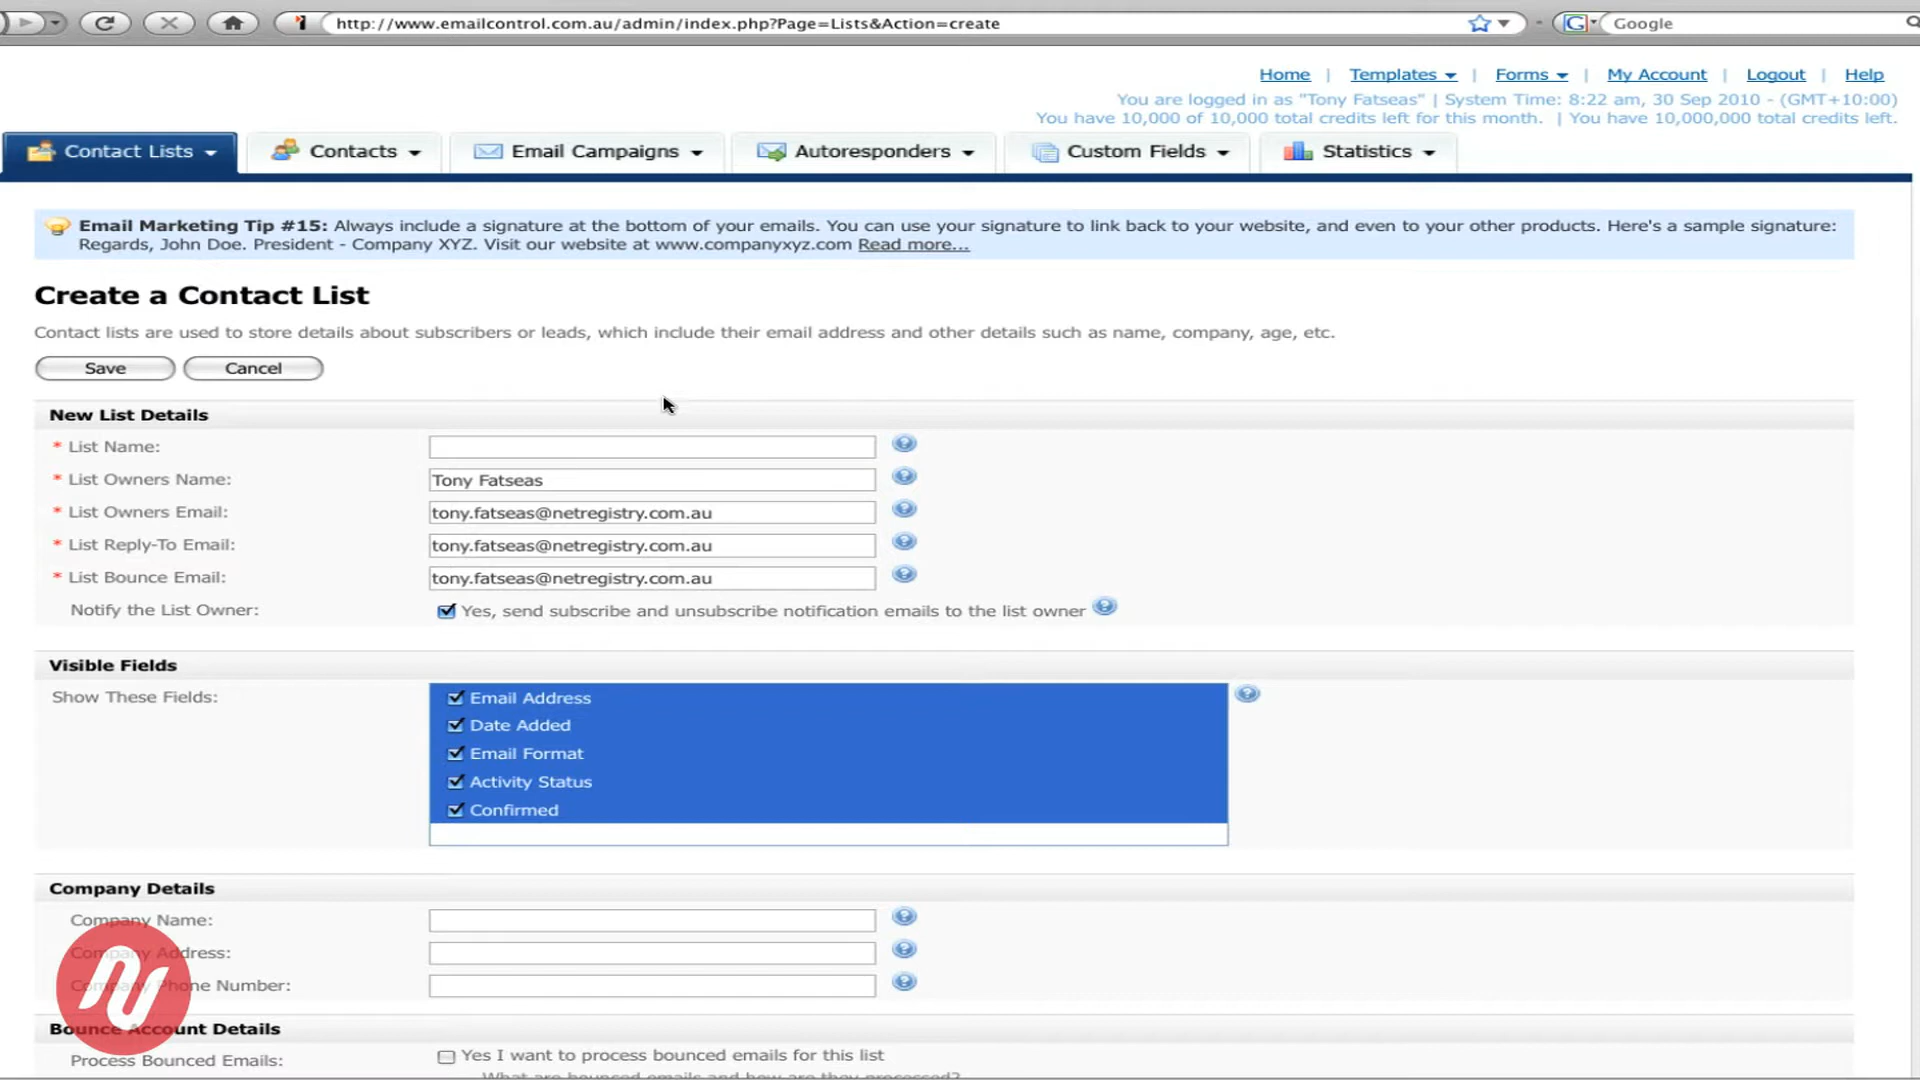 http://www.emailcontrol.com.au/admin/index.php?Page=Lists&Action=create
Google
Home | Templates | Forms | My Account | Logout | Help
You are logged in as "Tony Fatseas" | System Time: 8:22 am, 30 Sep 2010 - (GMT+10:00)
You have 10,000 of 10,000 total credits left for this month. | You have 10,000,000 total credits left.
Contact Lists Contacts Email Campaigns Autoresponders Custom Fields Statistics
Email Marketing Tip #15: Always include a signature at the bottom of your emails. You can use your signature to link back to your website, and even to your other products. Here's a sample signature:
Regards, John Doe. President - Company XYZ. Visit our website at www.companyxyz.com Read more...
Create a Contact List
Contact lists are used to store details about subscribers or leads, which include their email address and other details such as name, company, age, etc.
Save Cancel
New List Details
* List Name:
* List Owners Name: Tony Fatseas
* List Owners Email: tony.fatseas@netregistry.com.au
* List Reply-To Email: tony.fatseas@netregistry.com.au
* List Bounce Email: tony.fatseas@netregistry.com.au
Notify the List Owner: Yes, send subscribe and unsubscribe notification emails to the list owner
Visible Fields
Show These Fields: Email Address
Date Added
Email Format
Activity Status
Confirmed
Company Details
Company Name:
Company Address:
Company Phone Number:
Bounce Account Details
Process Bounced Emails: Yes I want to process bounced emails for this list
What are bounced emails and how are they processed?